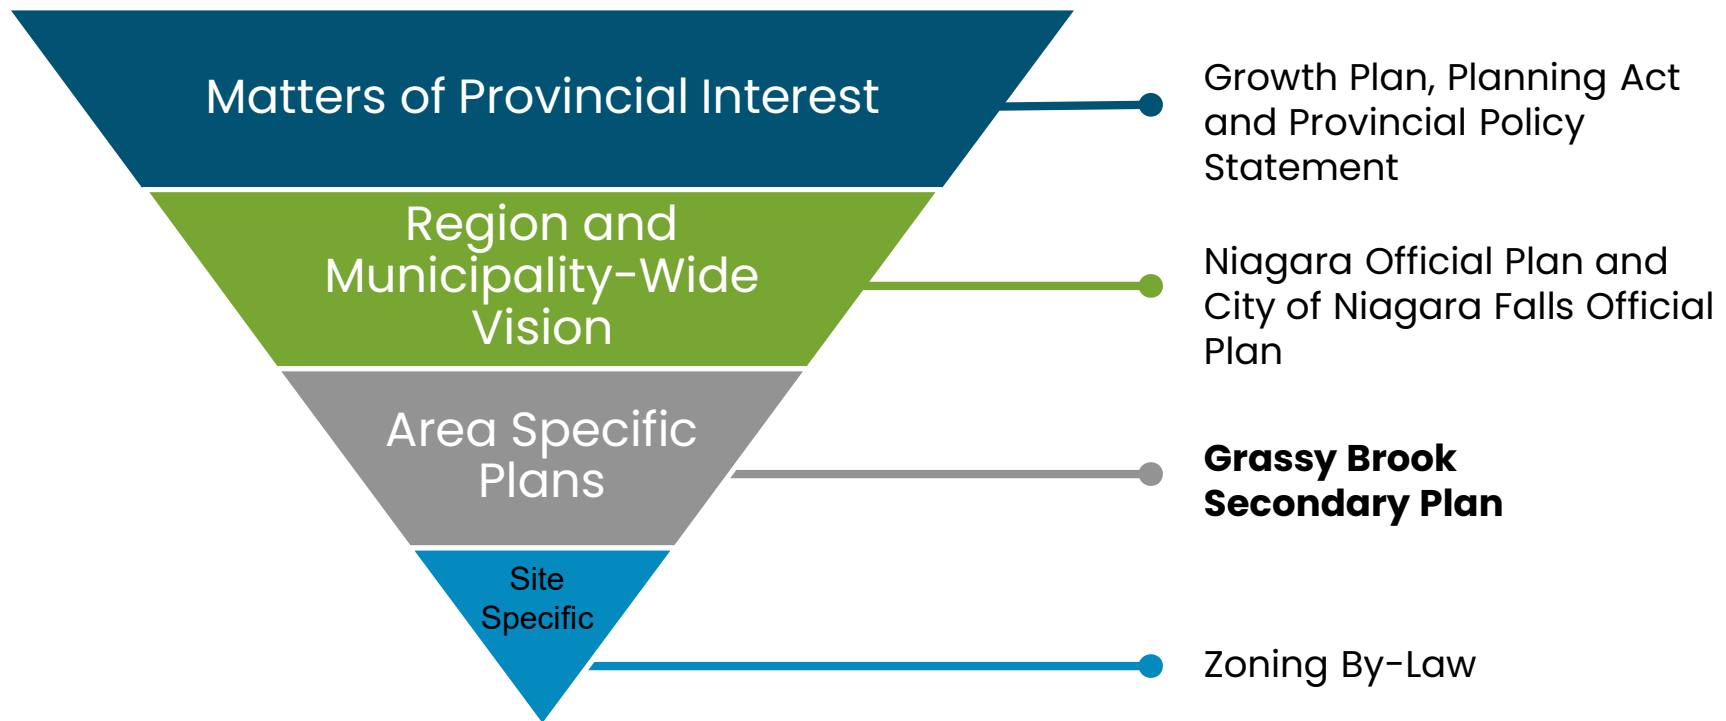 Matters of Provincial Interest
Growth Plan, Planning Act
and Provincial Policy
Statement
Region and
Municipality-Wide
Vision
Niagara Official Plan and
City of Niagara Falls Official
Plan
Area Specific
Plans
Grassy Brook
Secondary Plan
Site
Specific
Zoning By-Law